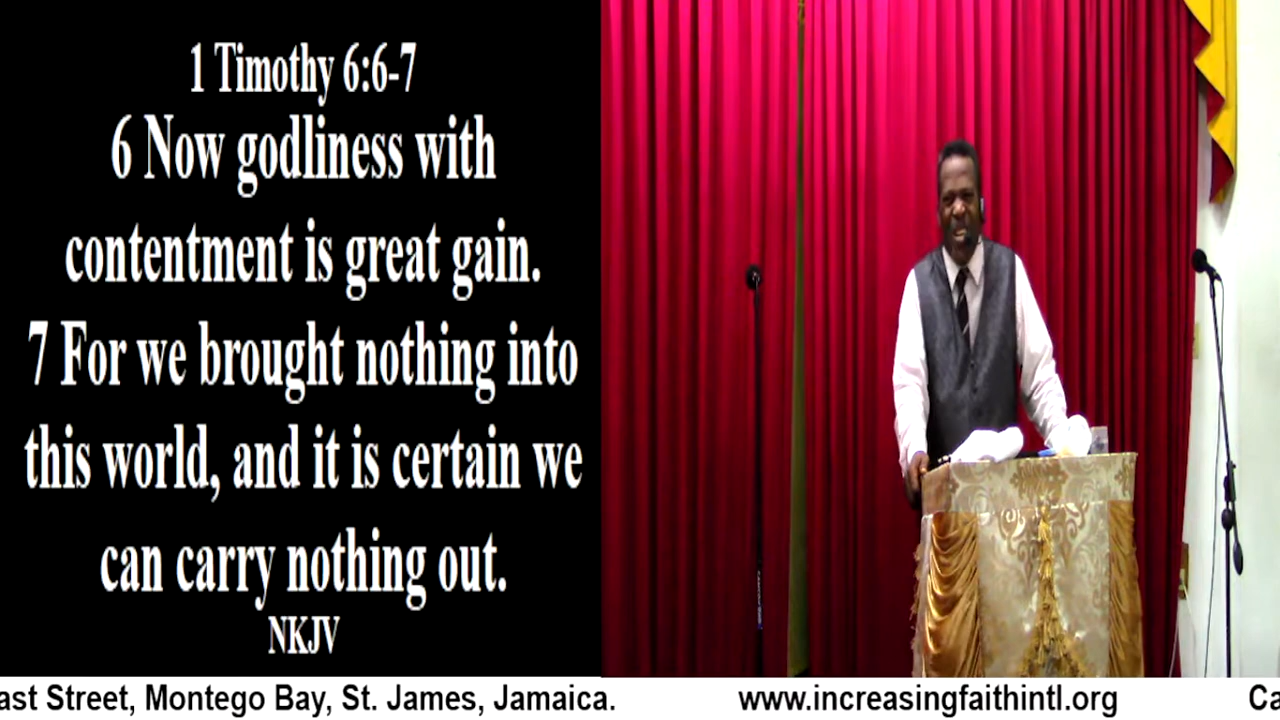 1 Timothy 6:6-7
6 Now godliness with
contentment is great gain.
7 For we brought nothing into
this world, and it is certain we
can carry nothing out.
NKJV
ast Street, Montego Bay, St. James, Jamaica. www.increasingfaithintl.org Ca